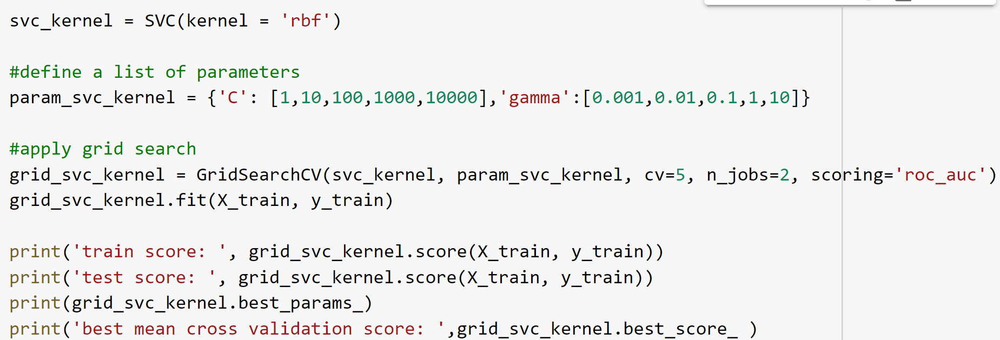 svc_kernel = SVC(kernel = 'rbf')
#define a list of parameters
param_svc_kernel = {'C': [1,10,100,1000,10000],'gamma':[0.001,0.01,0.1,1,10]}
#apply grid search
grid_svc_kernel = GridSearchCV(svc_kernel, param_svc_kernel, cv=5, n_jobs=2, scoring='roc_auc')
grid_svc_kernel.fit(X_train, y_train)
print('train score: ', grid_svc_kernel.score(X_train, y_train))
print('test score: ', grid_svc_kernel.score(X_train, y_train))
print(grid_svc_kernel.best_params_)
print('best mean cross validation score: ',grid_svc_kernel.best_score_ )